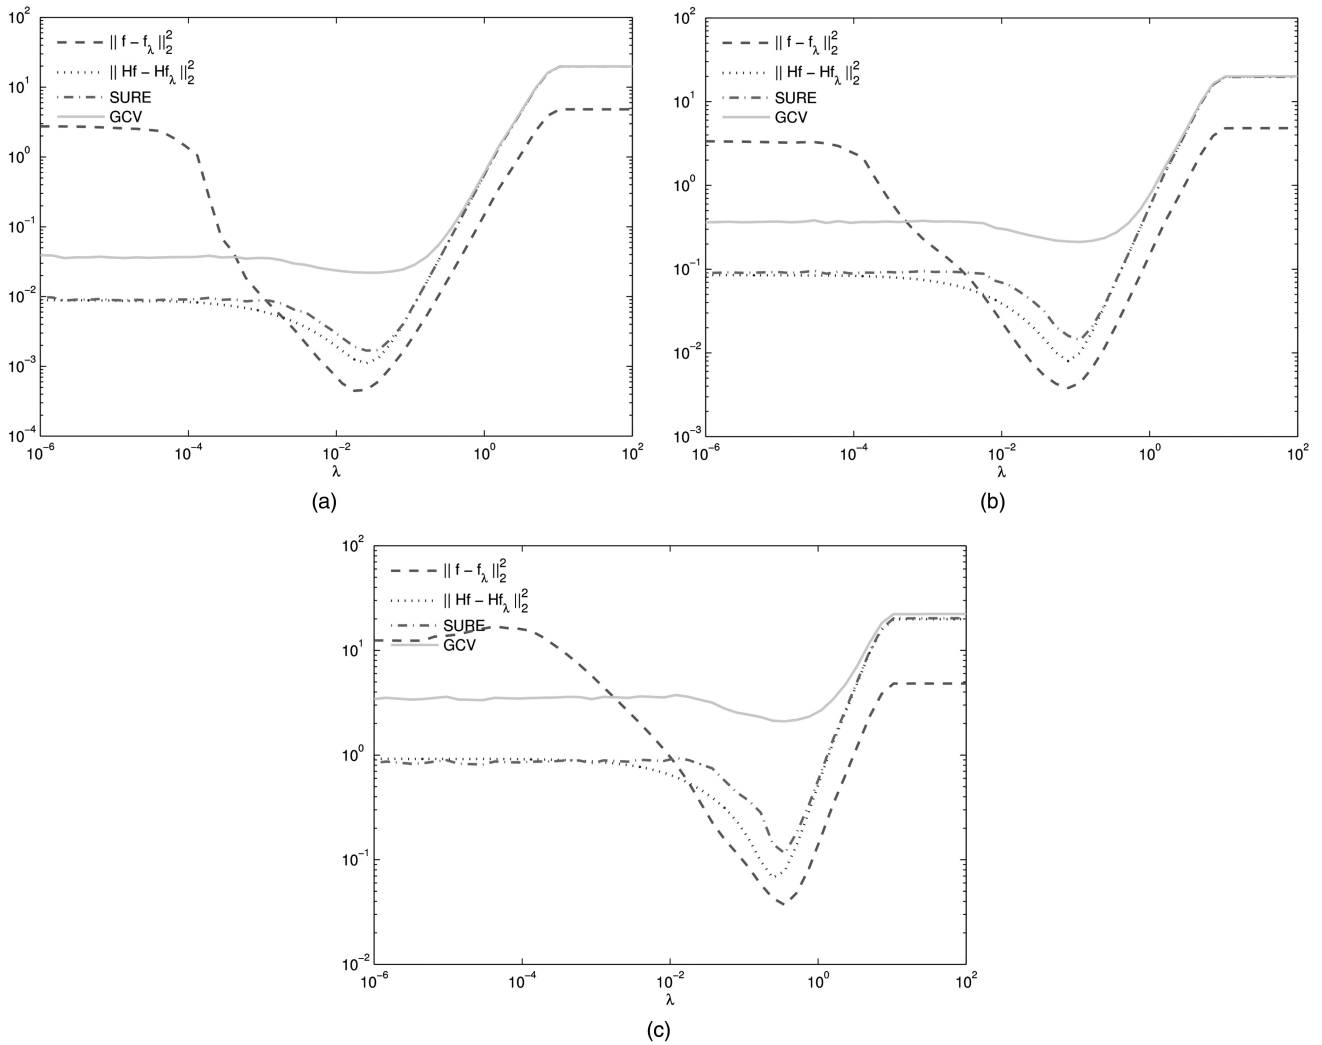 10^2
10^1
10^0
10^-1
10^-2
10^-3
10^-4
|| f − f_λ ||_2^2
|| Hf − Hf_λ ||_2^2
SURE
GCV
10^-6 10^-4 10^-2 10^0 10^2
λ
(a)
10^2
10^1
10^0
10^-1
10^-2
10^-3
|| f − f_λ ||_2^2
|| Hf − Hf_λ ||_2^2
SURE
GCV
10^-6 10^-4 10^-2 10^0 10^2
λ
(b)
10^2
10^1
10^0
10^-1
10^-2
|| f − f_λ ||_2^2
|| Hf − Hf_λ ||_2^2
SURE
GCV
10^-6 10^-4 10^-2 10^0 10^2
λ
(c)